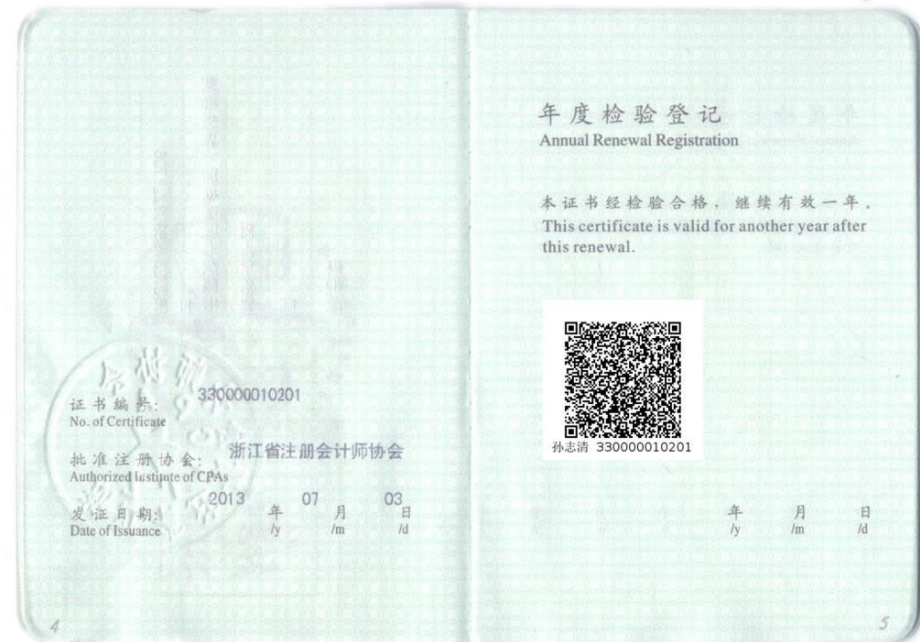 证书编号:
330000010201
No. of Certificate
批准注册协会:
浙江省注册会计师协会
Authorized Institute of CPAs
发证日期:
2013 年 07 月 03 日
Date of Issuance /y /m /d
4
年度检验登记
Annual Renewal Registration
本证书经检验合格，继续有效一年。
This certificate is valid for another year after
this renewal.
孙志清 330000010201
年 月 日
/y /m /d
5